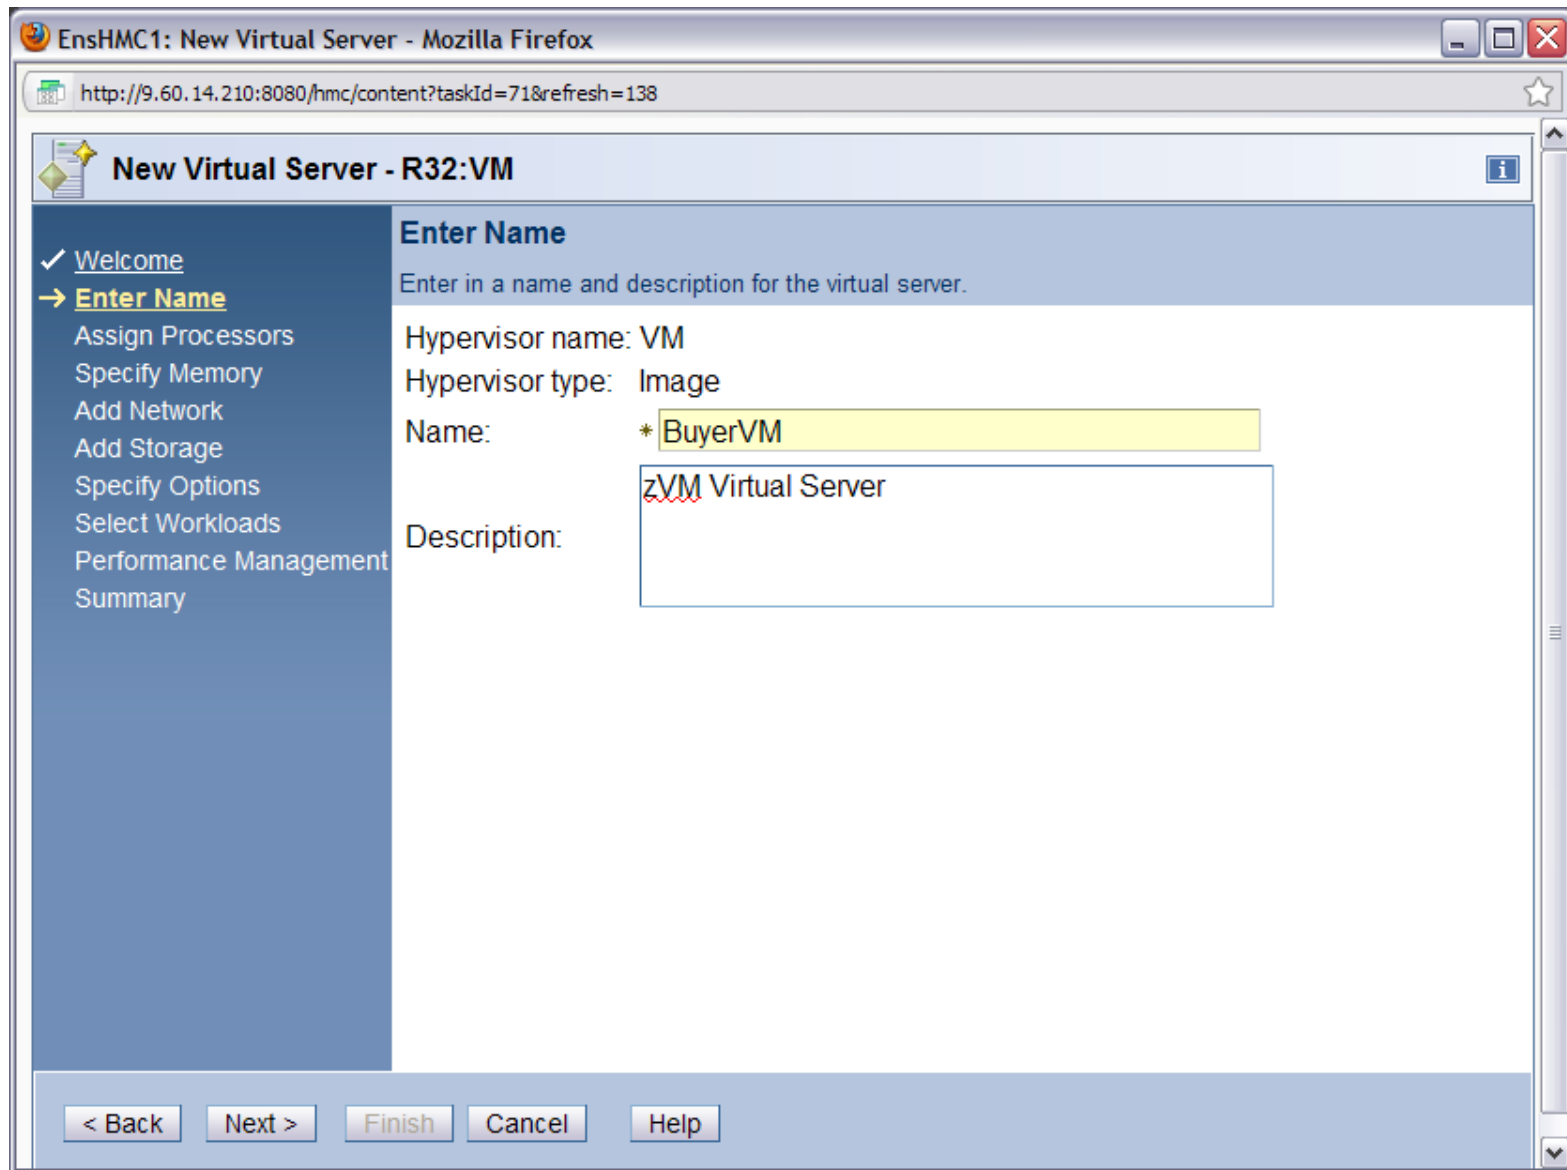 EnsHMC1: New Virtual Server - Mozilla Firefox
http://9.60.14.210:8080/hmc/content?taskId=71&refresh=138
New Virtual Server - R32:VM
i
Welcome
Enter Name
Assign Processors
Specify Memory
Add Network
Add Storage
Specify Options
Select Workloads
Performance Management
Summary
Enter Name
Enter in a name and description for the virtual server.
Hypervisor name: VM
Hypervisor type: Image
Name: * BuyerVM
Description: zVM Virtual Server
< Back Next > Finish Cancel Help